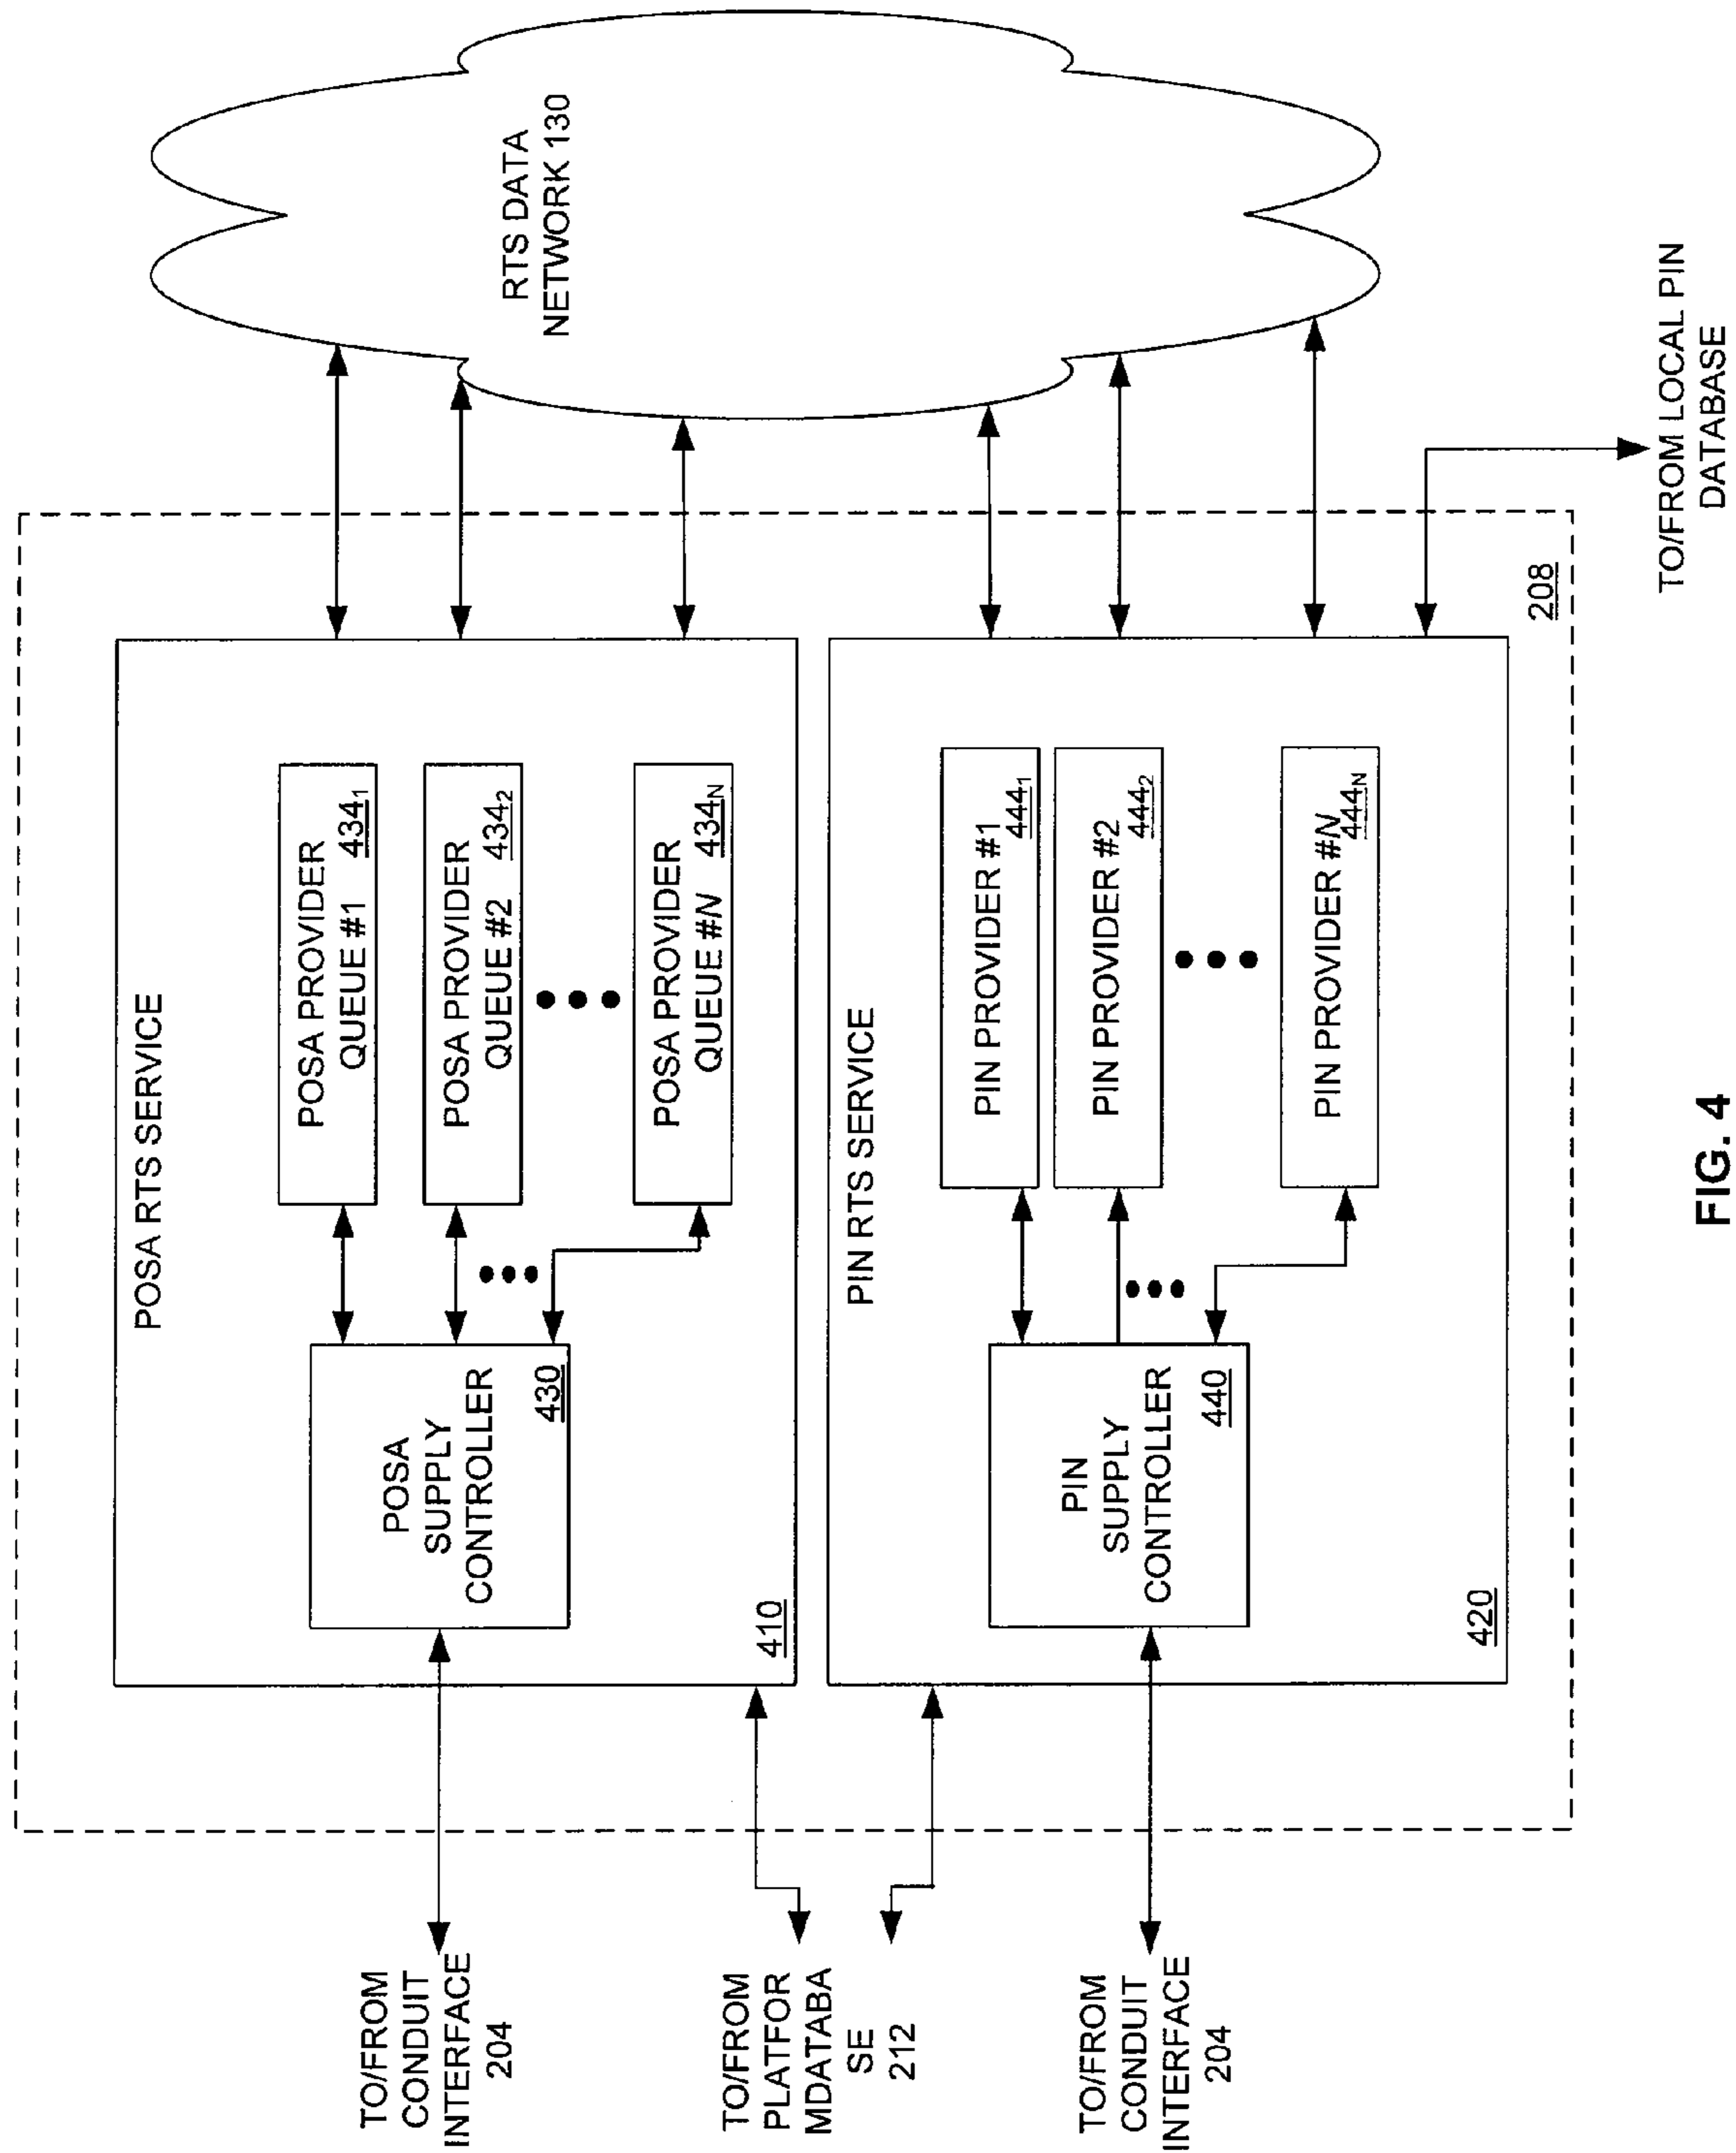 POSA RTS SERVICE
POSA PROVIDER
QUEUE #1 434₁
POSA PROVIDER
QUEUE #2 434₂
POSA PROVIDER
QUEUE #N 434N
POSA
SUPPLY
CONTROLLER
430
410
TO/FROM
CONDUIT
INTERFACE
204
RTS DATA
NETWORK 130
TO/FROM
PLATFOR
MDATABA
SE
212
PIN RTS SERVICE
PIN PROVIDER #1
444₁
PIN PROVIDER #2
444₂
PIN PROVIDER #N
444N
PIN
SUPPLY
CONTROLLER
440
420
TO/FROM
CONDUIT
INTERFACE
204
208
TO/FROM LOCAL PIN
DATABASE
FIG. 4